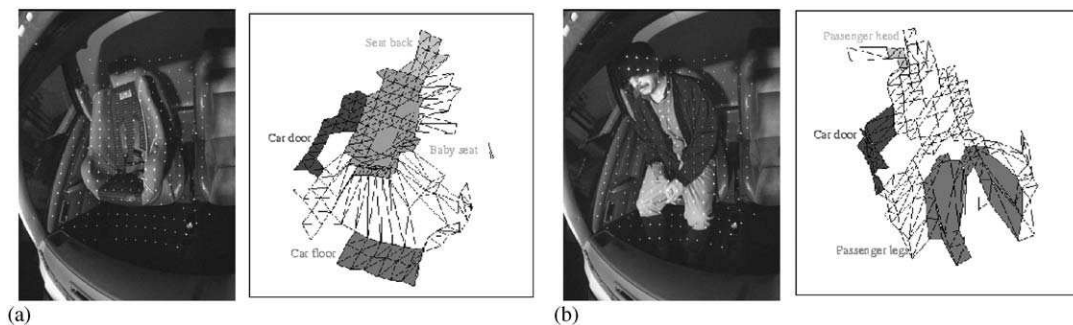 Seat back
Car door
Baby seat
Car floor
(a)
Passenger head
Car door
Passenger legs
(b)